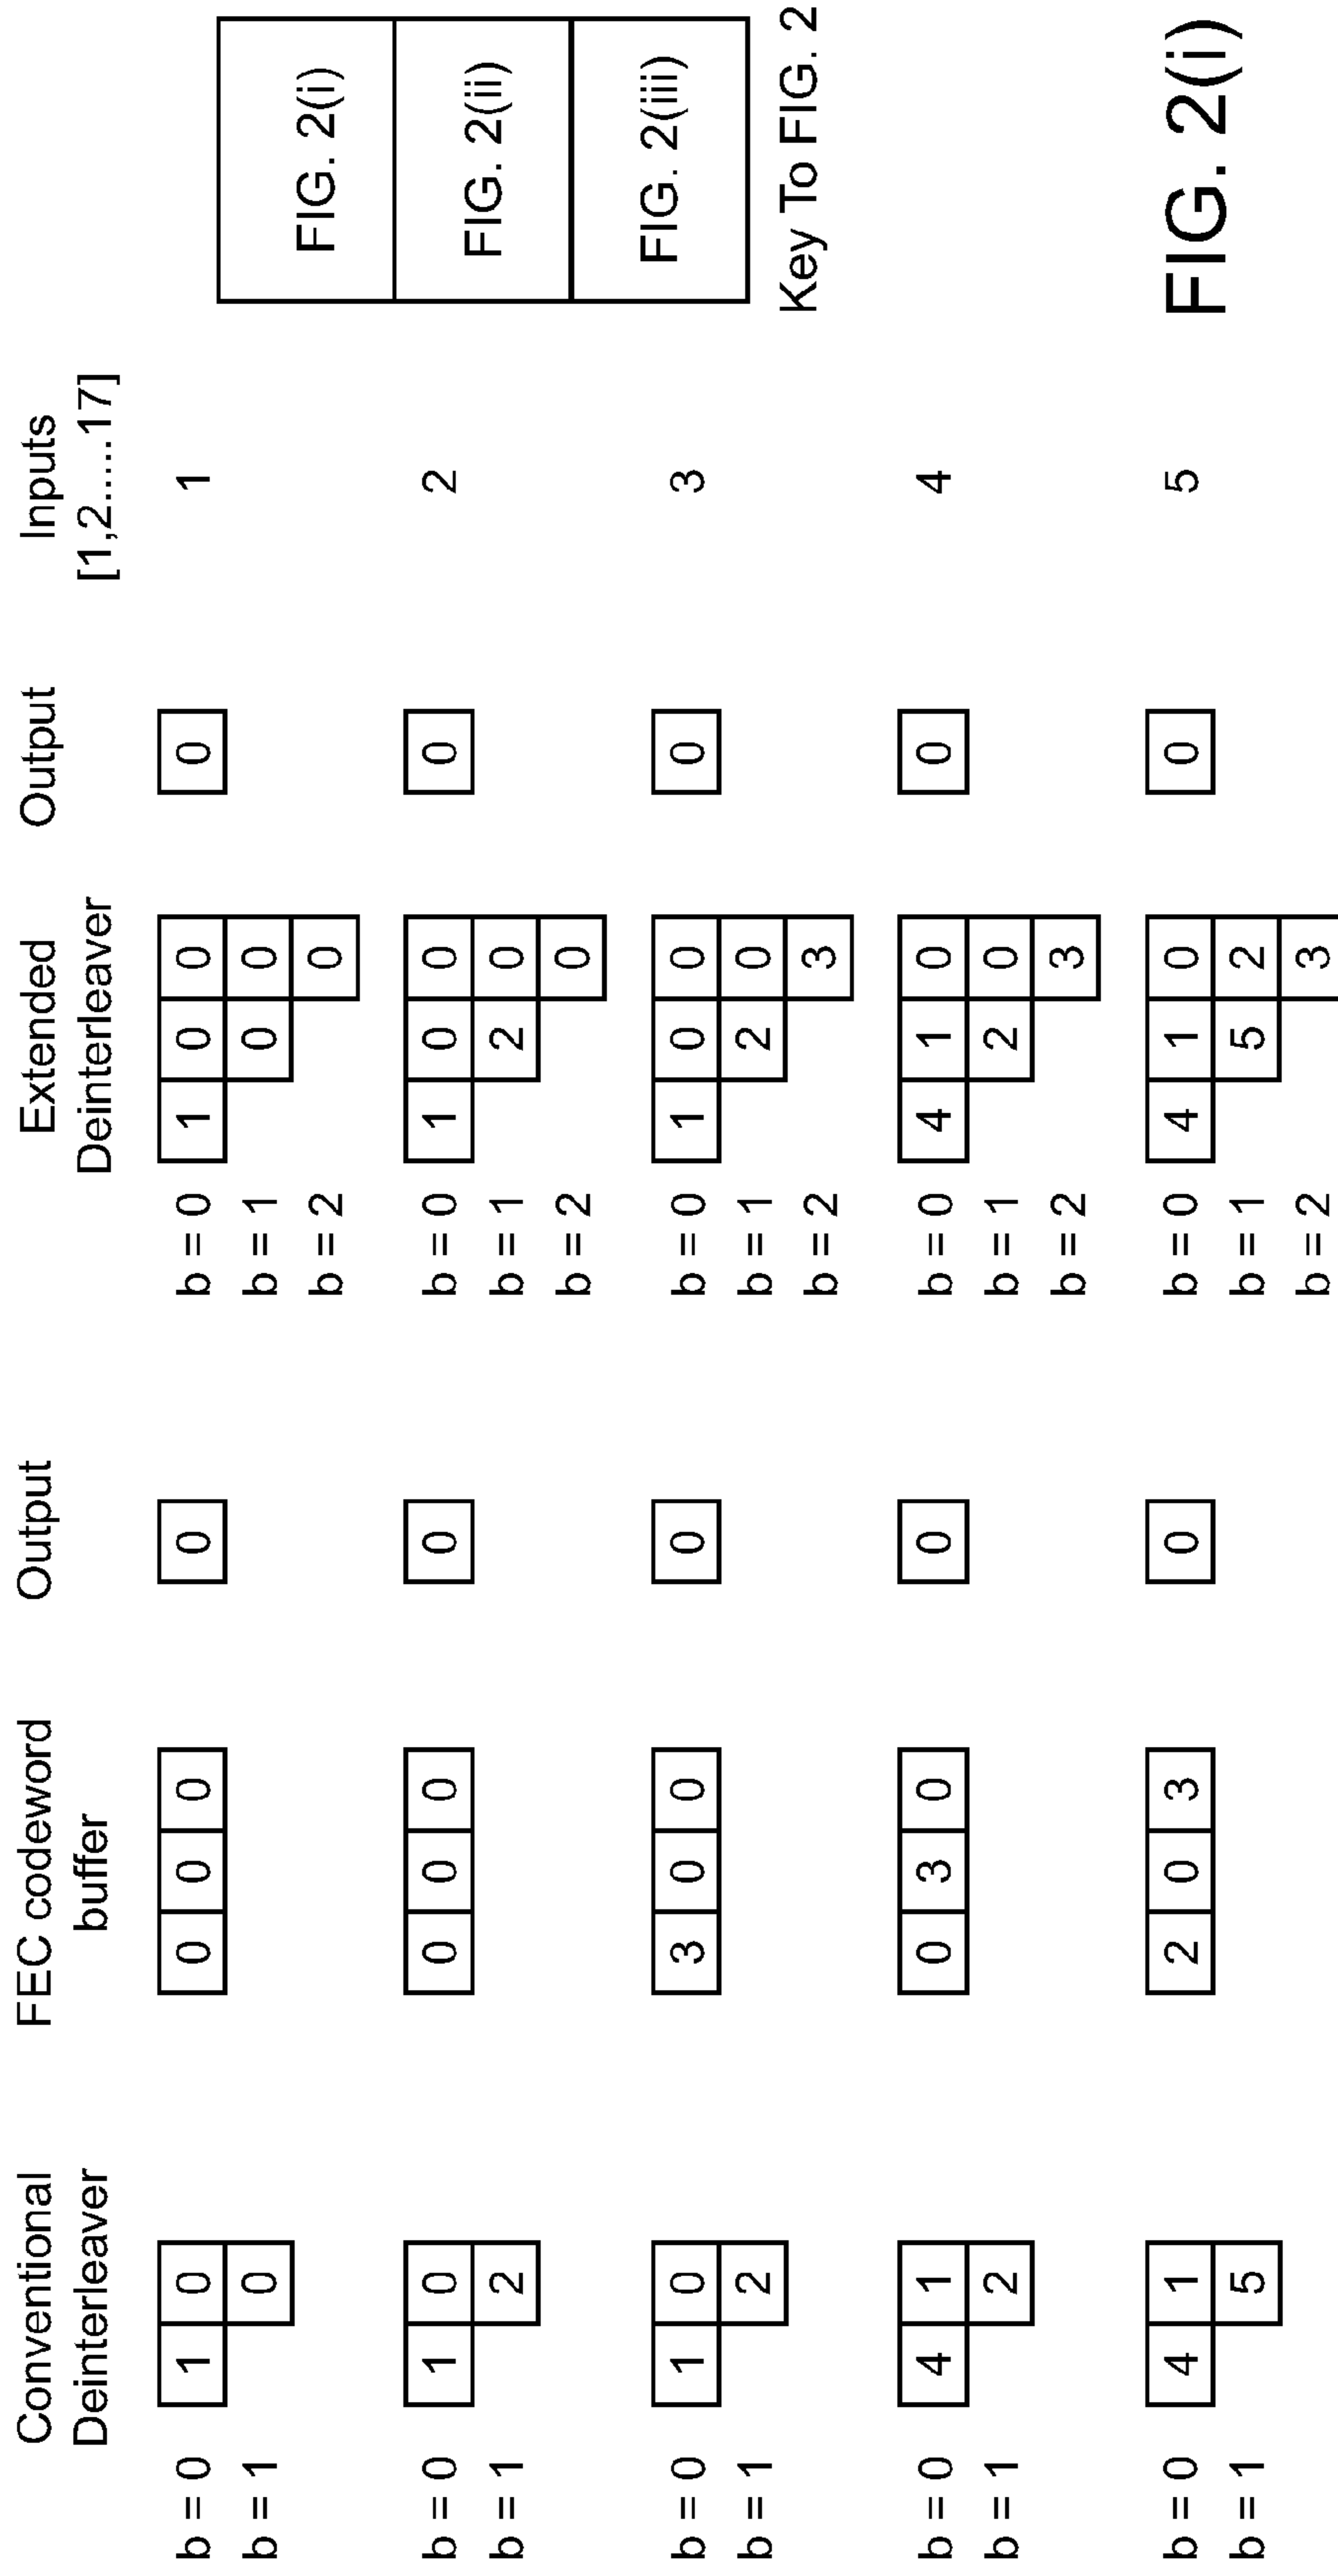 Conventional Deinterleaver FEC codeword buffer Output Extended Deinterleaver Output Inputs [1,2.....17]
b = 0 1 0 0 0 0 0 b = 0 1 0 0 0 1
b = 1 0 b = 1 0 0
b = 2 0
b = 0 1 0 0 0 0 0 b = 0 1 0 0 0 2
b = 1 2 b = 1 2 0
b = 2 0
b = 0 1 0 3 0 0 0 b = 0 1 0 0 0 3
b = 1 2 b = 1 2 0
b = 2 3
b = 0 4 1 0 3 0 0 b = 0 4 1 0 0 4
b = 1 2 b = 1 2 0
b = 2 3
b = 0 4 1 2 0 3 0 b = 0 4 1 0 0 5
b = 1 5 b = 1 5 2
b = 2 3
FIG. 2(i)
FIG. 2(ii)
FIG. 2(iii)
Key To FIG. 2
FIG. 2(i)